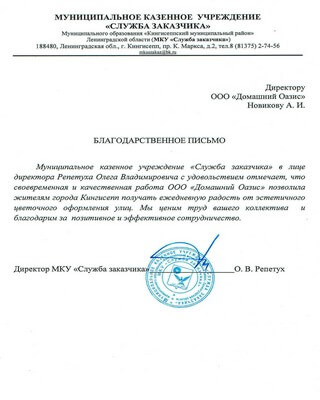 МУНИЦИПАЛЬНОЕ КАЗЕННОЕ УЧРЕЖДЕНИЕ
«СЛУЖБА ЗАКАЗЧИКА»
Муниципального образования «Кингисеппский муниципальный район»
Ленинградской области (МКУ «Служба заказчика»)
188480, Ленинградская обл., г. Кингисепп, пр. К. Маркса, д.2, тел.8 (81375) 2-74-56
Директору
ООО «Домашний Оазис»
Новикову А. И.
БЛАГОДАРСТВЕННОЕ ПИСЬМО
Муниципальное казенное учреждение «Служба заказчика» в лице
директора Репетуха Олега Владимировича с удовольствием отмечает, что
своевременная и качественная работа ООО «Домашний Оазис» позволила
жителям города Кингисепп получать ежедневную радость от эстетичного
цветочного оформления улиц. Мы ценим труд вашего коллектива и
благодарим за позитивное и эффективное сотрудничество.
Директор МКУ «Служба заказчика» О. В. Репетух